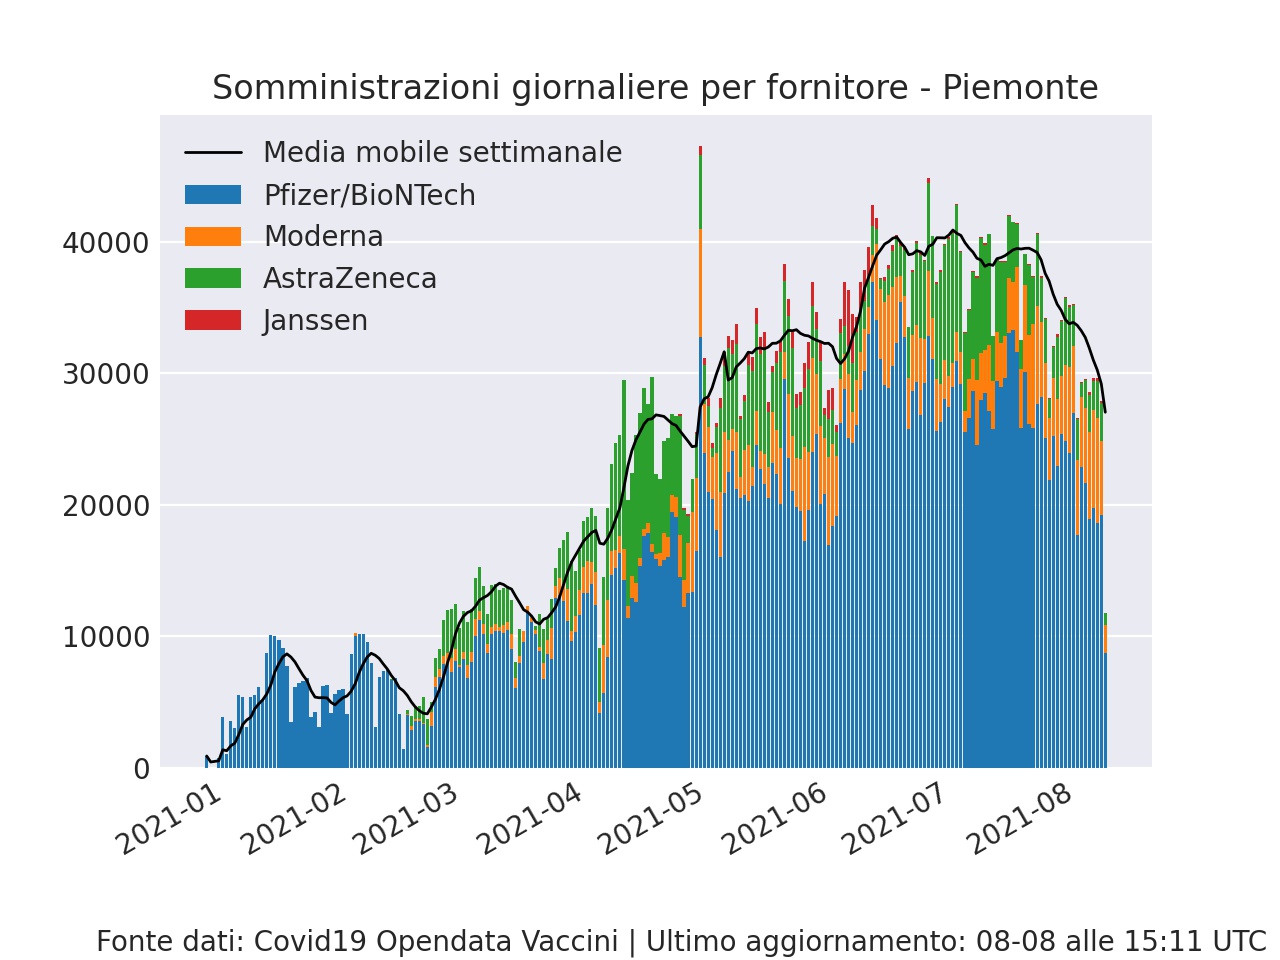 Somministrazioni giornaliere per fornitore - Piemonte
Media mobile settimanale
Pfizer/BioNTech
Moderna
AstraZeneca
Janssen
40000
30000
20000
10000
0
2021-01
2021-02
2021-03
2021-04
2021-05
2021-06
2021-07
2021-08
Fonte dati: Covid19 Opendata Vaccini | Ultimo aggiornamento: 08-08 alle 15:11 UTC